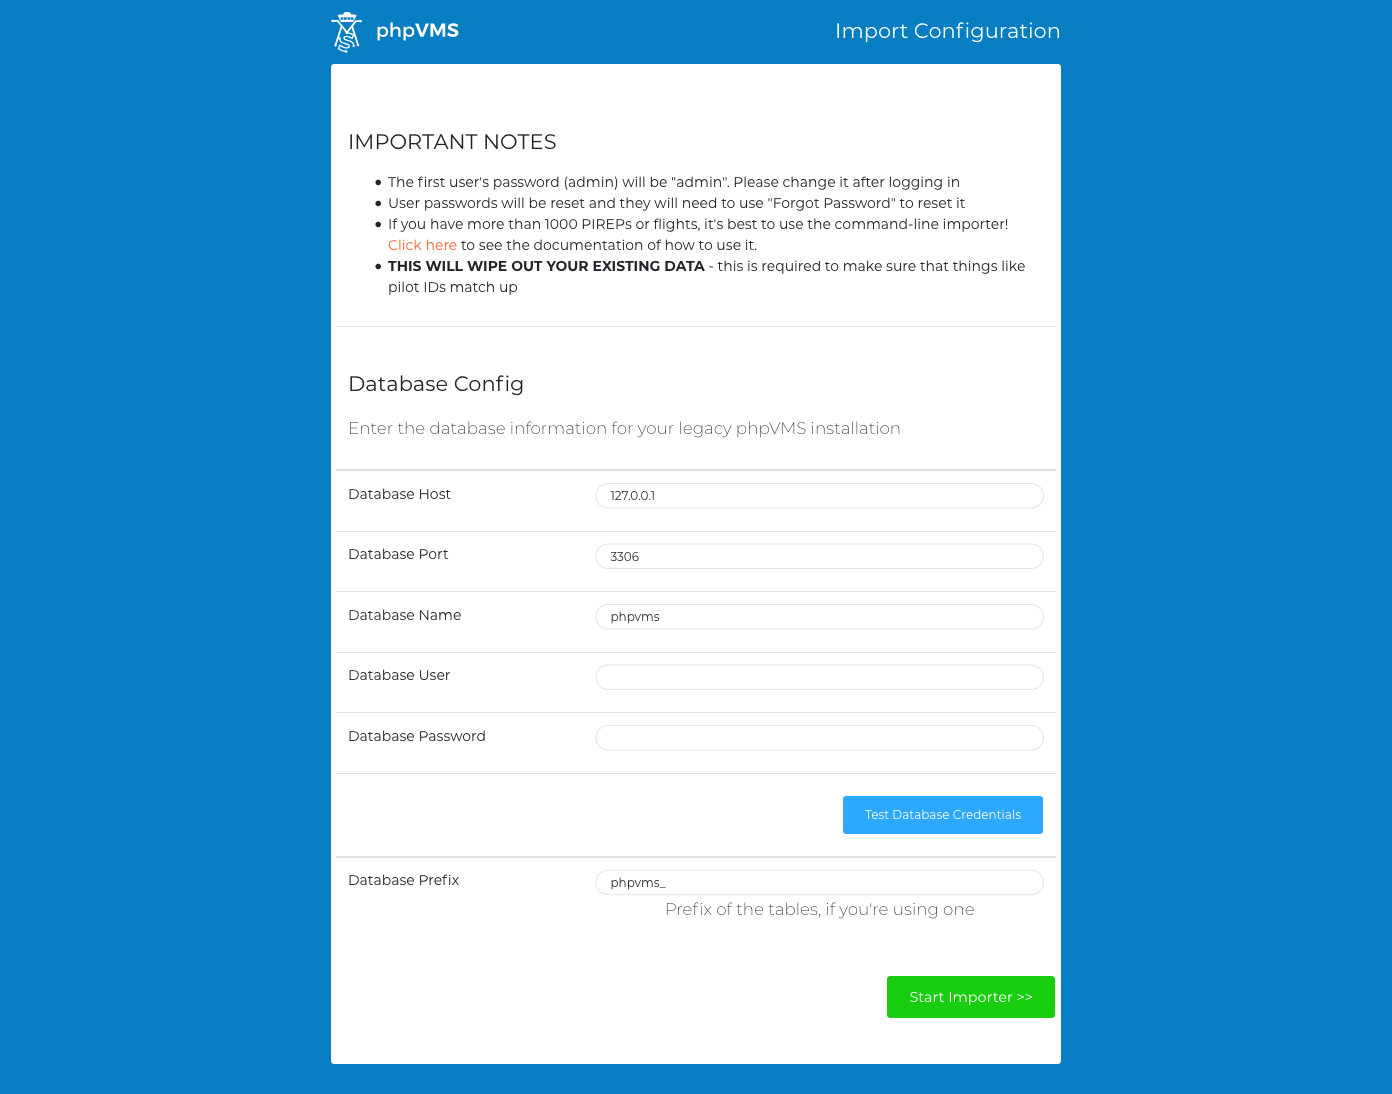 phpVMS
Import Configuration
IMPORTANT NOTES
• The first user's password (admin) will be "admin". Please change it after logging in
• User passwords will be reset and they will need to use "Forgot Password" to reset it
• If you have more than 1000 PIREPs or flights, it's best to use the command-line importer!
Click here to see the documentation of how to use it.
• THIS WILL WIPE OUT YOUR EXISTING DATA - this is required to make sure that things like
pilot IDs match up
Database Config
Enter the database information for your legacy phpVMS installation
Database Host
127.0.0.1
Database Port
3306
Database Name
phpvms
Database User
Database Password
Test Database Credentials
Database Prefix
phpvms_
Prefix of the tables, if you're using one
Start Importer >>